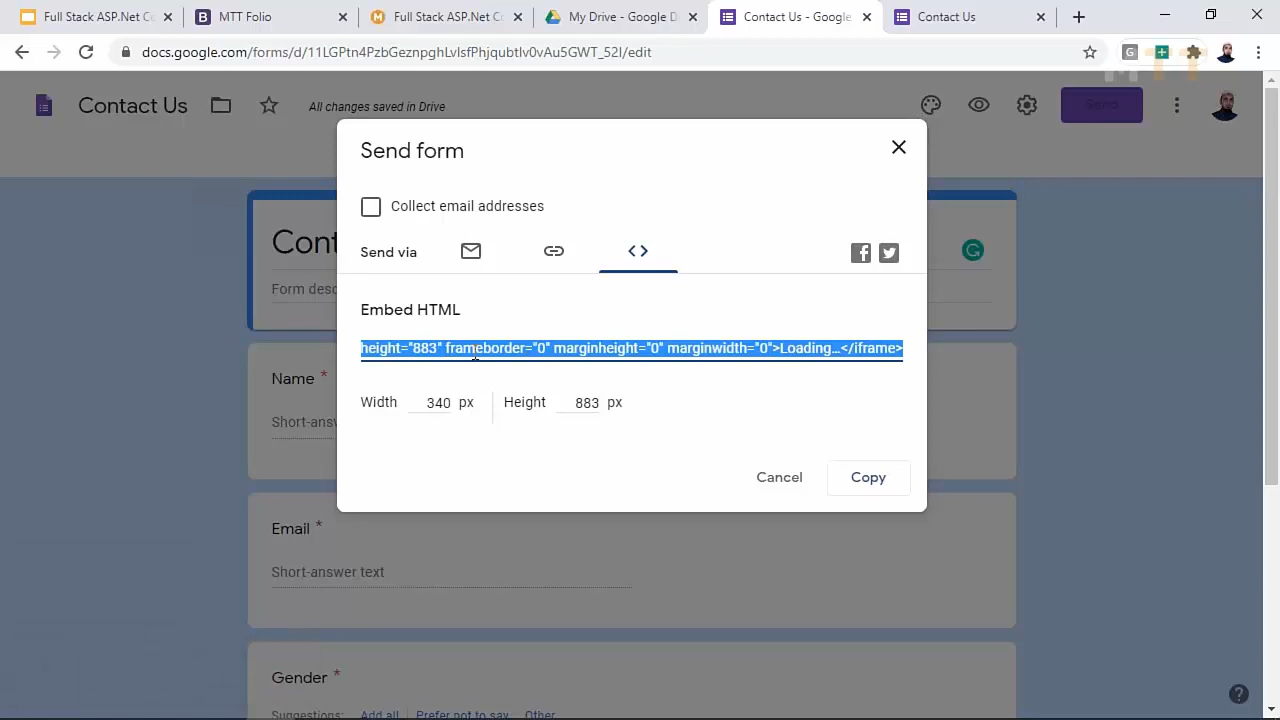 Full Stack ASP.Net C
MTT Folio
Full Stack ASP.Net C
My Drive - Google D
Contact Us - Google
Contact Us
docs.google.com/forms/d/11LGPtn4PzbGeznpghLvlsfPhjqubtlv0vAu5GWT_52I/edit
Contact Us
All changes saved in Drive
Send
Send form
Collect email addresses
Send via
Embed HTML
height="883" frameborder="0" marginheight="0" marginwidth="0">Loading…</iframe>
Width 340 px Height 883 px
Cancel Copy
Cont
Form desc
Name *
Short-answ
Email *
Short-answer text
Gender *
Suggestions: Add all Prefer not to say Other